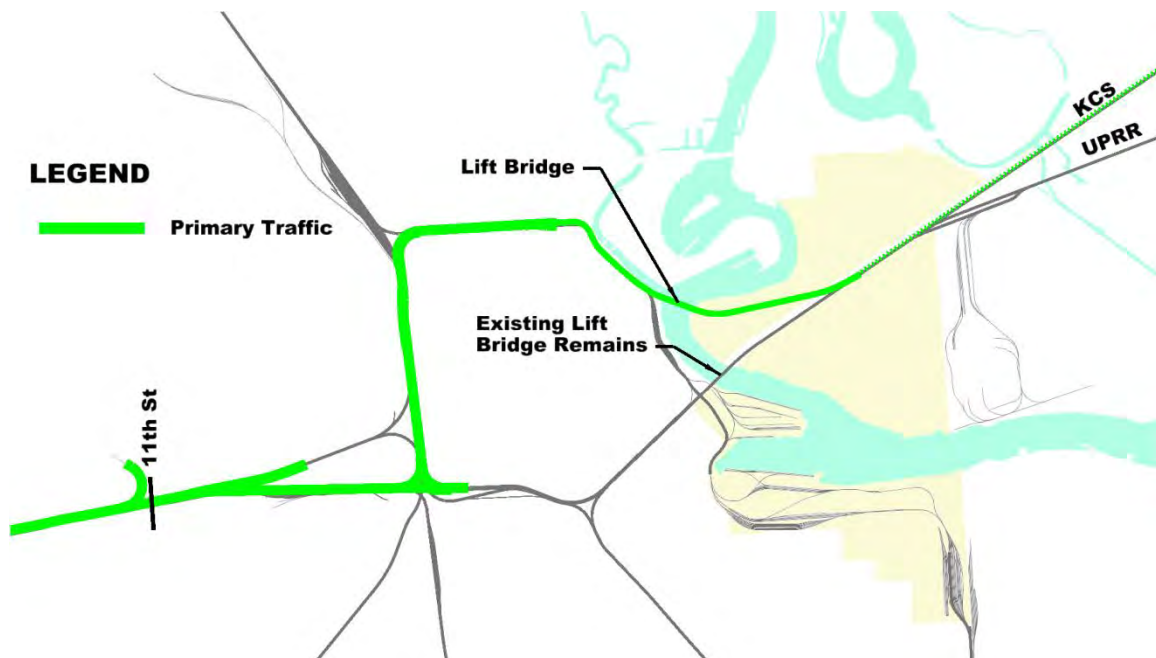 KCS
UPRR
Lift Bridge
LEGEND
Primary Traffic
Existing Lift
Bridge Remains
11th St